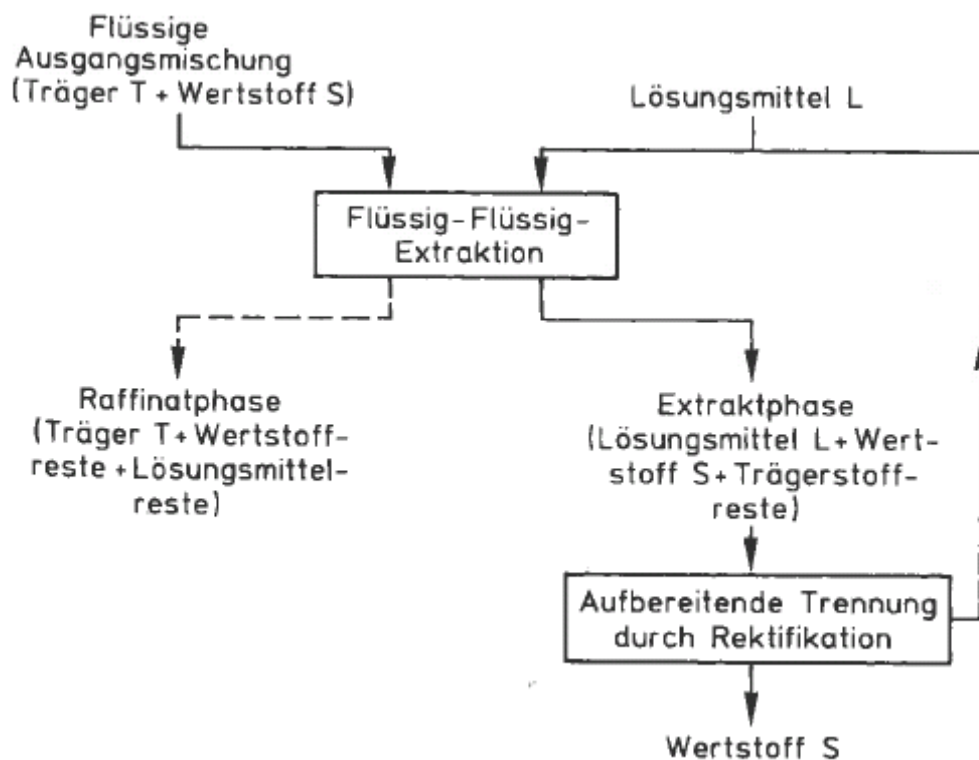 Flüssige
Ausgangsmischung
(Träger T + Wertstoff S)
Lösungsmittel L
Flüssig-Flüssig-
Extraktion
Raffinatphase
(Träger T + Wertstoff-
reste + Lösungsmittel-
reste)
Extraktphase
(Lösungsmittel L + Wert-
stoff S + Trägerstoff-
reste)
Aufbereitende Trennung
durch Rektifikation
Wertstoff S